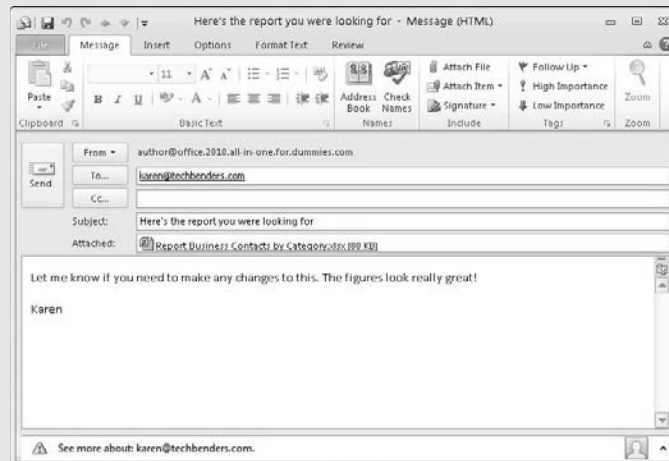 Here's the report you were looking for - Message (HTML)
File Message Insert Options Format Text Review
Paste
Clipboard
11
B I U
Basic Text
Address Book
Check Names
Names
Attach File
Attach Item
Signature
Include
Follow Up
High Importance
Low Importance
Tags
Zoom
Zoom
Send
From author@office.2010.all-in-one.for.dummies.com
To... karen@techbenders.com
Cc...
Subject: Here's the report you were looking for
Attached: Report Business Contacts by Category.xlsx (80 KB)
Let me know if you need to make any changes to this. The figures look really great!
Karen
See more about: karen@techbenders.com.